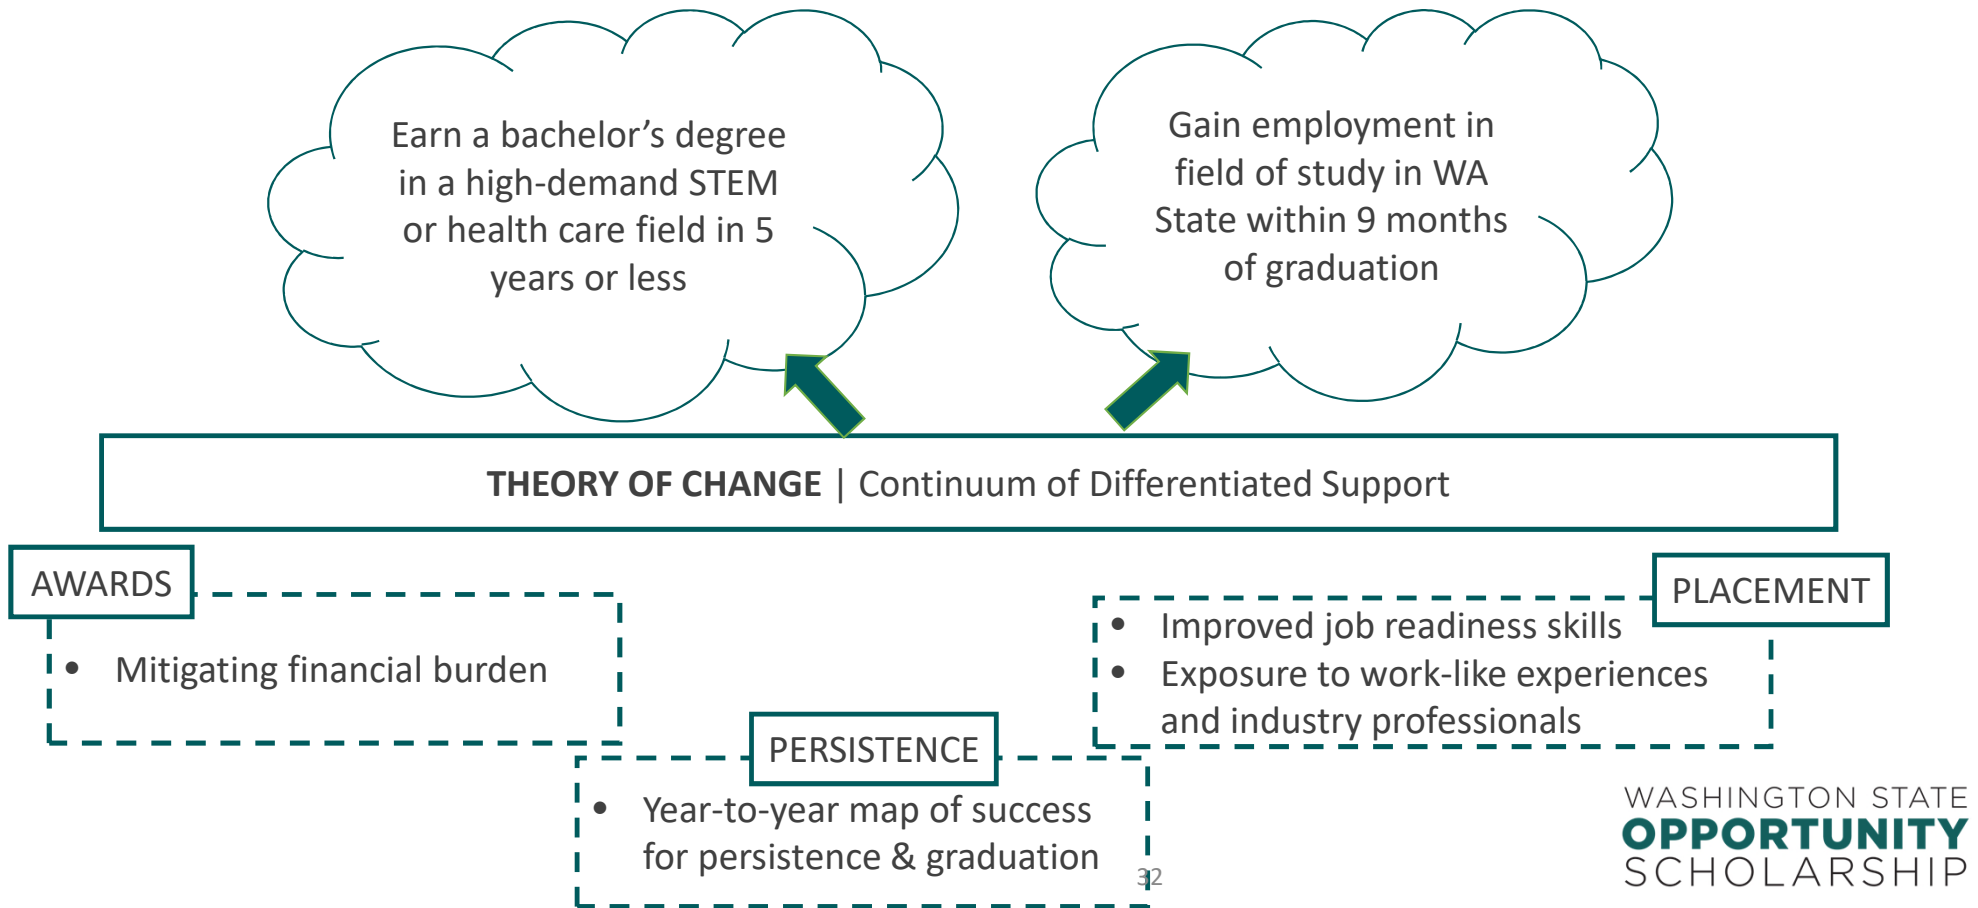 Earn a bachelor's degree
in a high-demand STEM
or health care field in 5
years or less
Gain employment in
field of study in WA
State within 9 months
of graduation
THEORY OF CHANGE | Continuum of Differentiated Support
AWARDS
• Mitigating financial burden
PERSISTENCE
• Year-to-year map of success
for persistence & graduation
PLACEMENT
• Improved job readiness skills
• Exposure to work-like experiences
and industry professionals
32
WASHINGTON STATE
OPPORTUNITY
SCHOLARSHIP